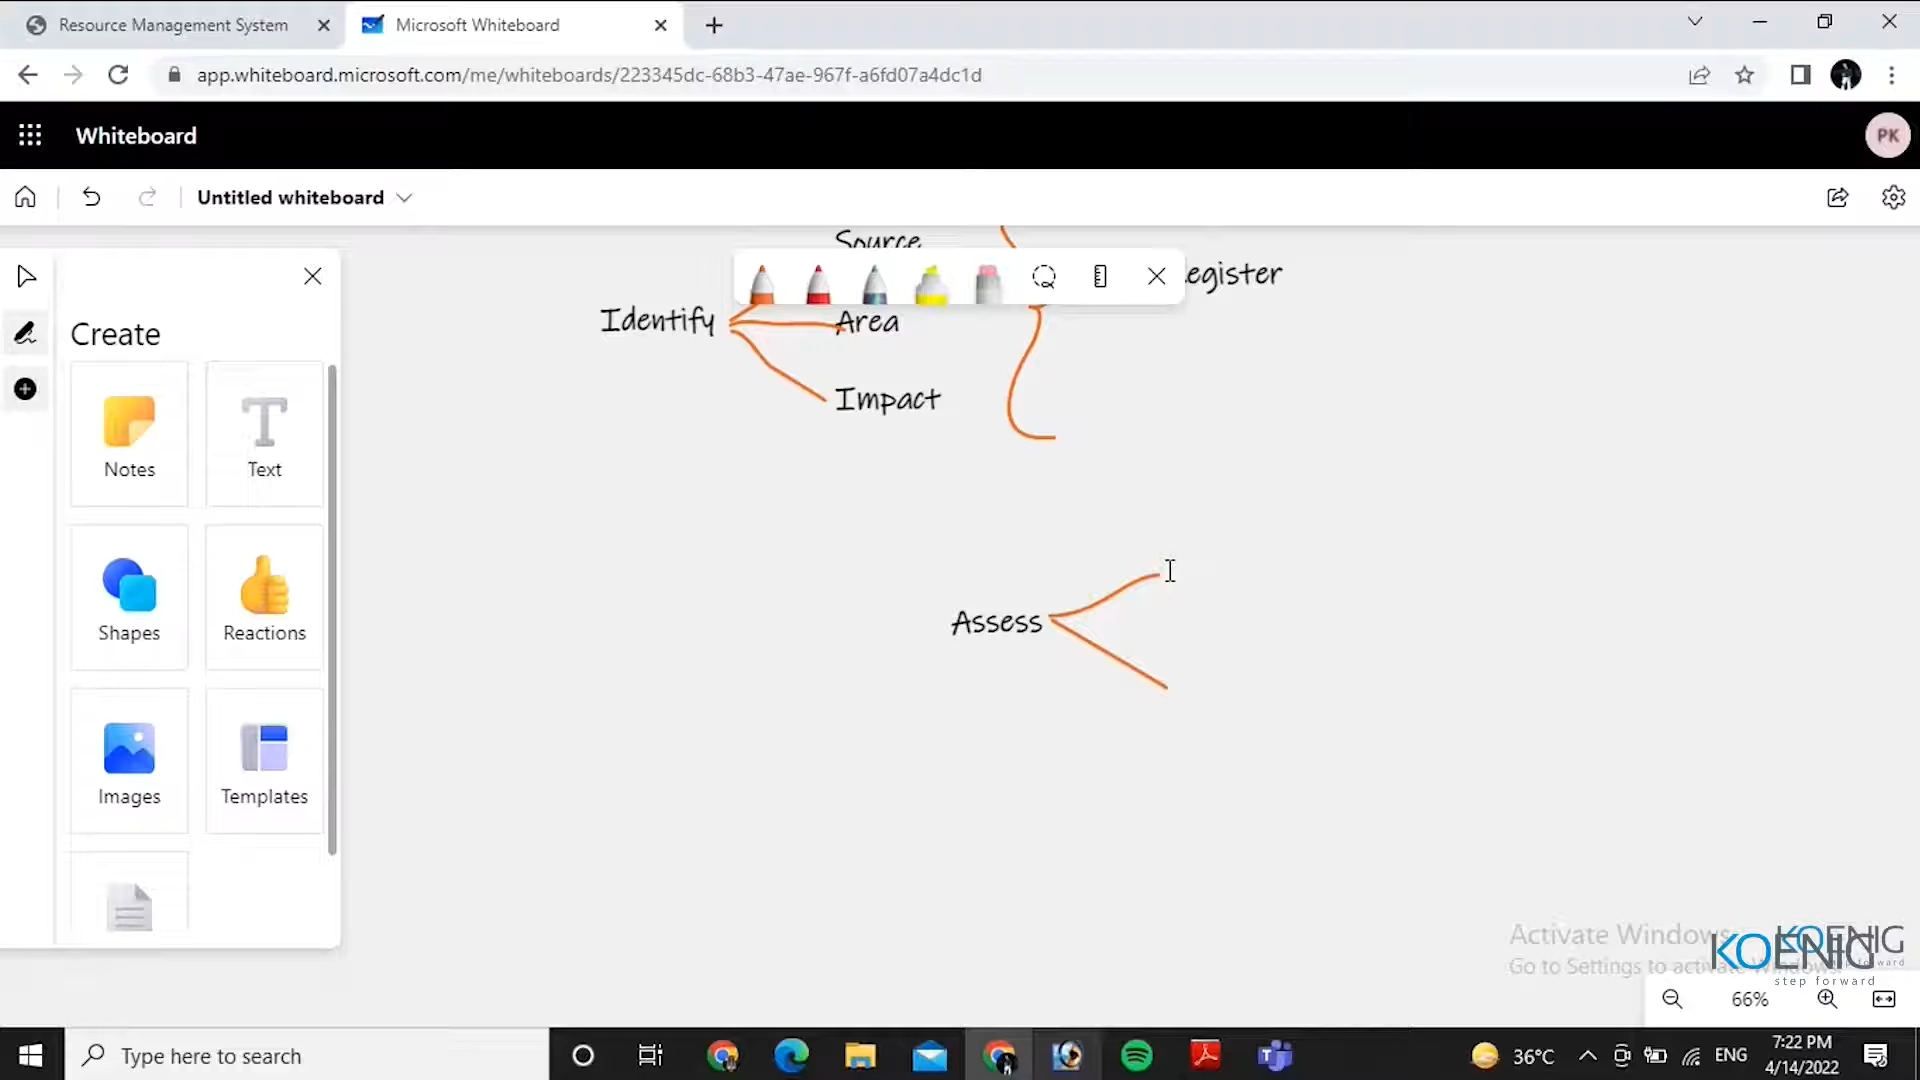 Resource Management System
Microsoft Whiteboard
app.whiteboard.microsoft.com/me/whiteboards/223345dc-68b3-47ae-967f-a6fd07a4dc1d
Whiteboard
PK
Untitled whiteboard
Source
egister
Identify
Area
Create
Impact
Notes
Text
Assess
Shapes
Reactions
Images
Templates
Activate Windows
KOENIG
Go to Settings to activate Windows.
KOENIG
step forward
66%
Type here to search
36°C
ENG
7:22 PM
4/14/2022